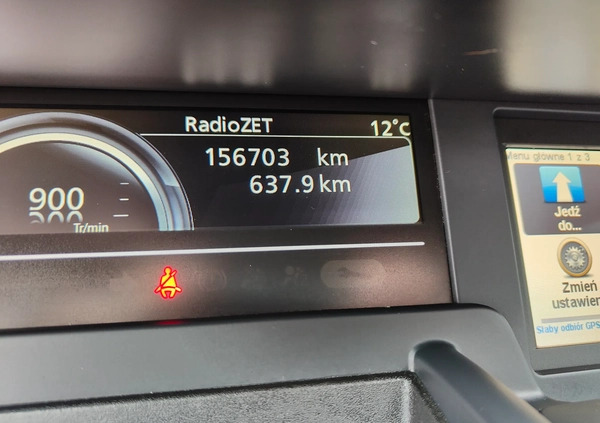 RadioZET
12°C
156703 km
637.9 km
900
Tr/min
Menu główne 1 z 3
Jedź
do...
Zmień
ustawien
Słaby odbiór GPS